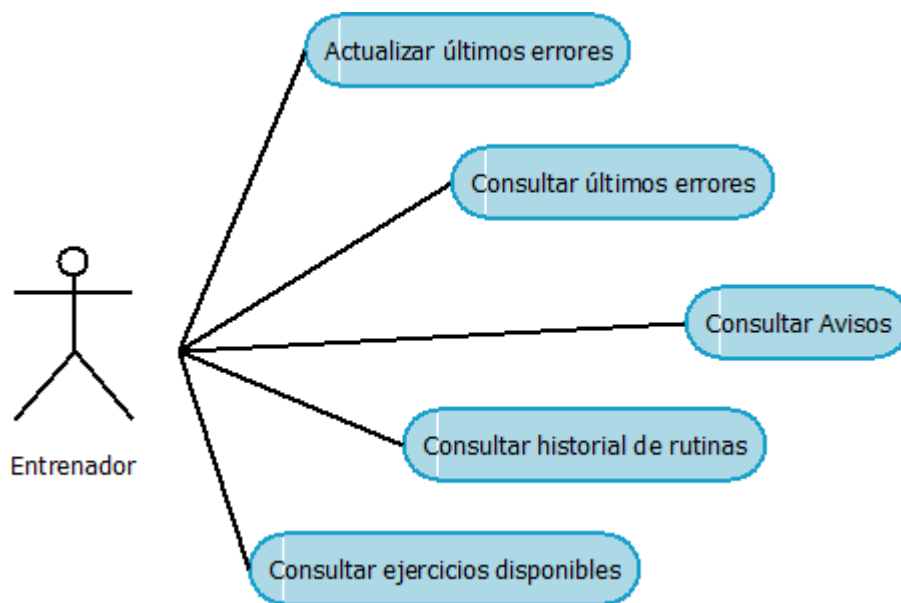 Actualizar últimos errores
Consultar últimos errores
Consultar Avisos
Consultar historial de rutinas
Entrenador
Consultar ejercicios disponibles